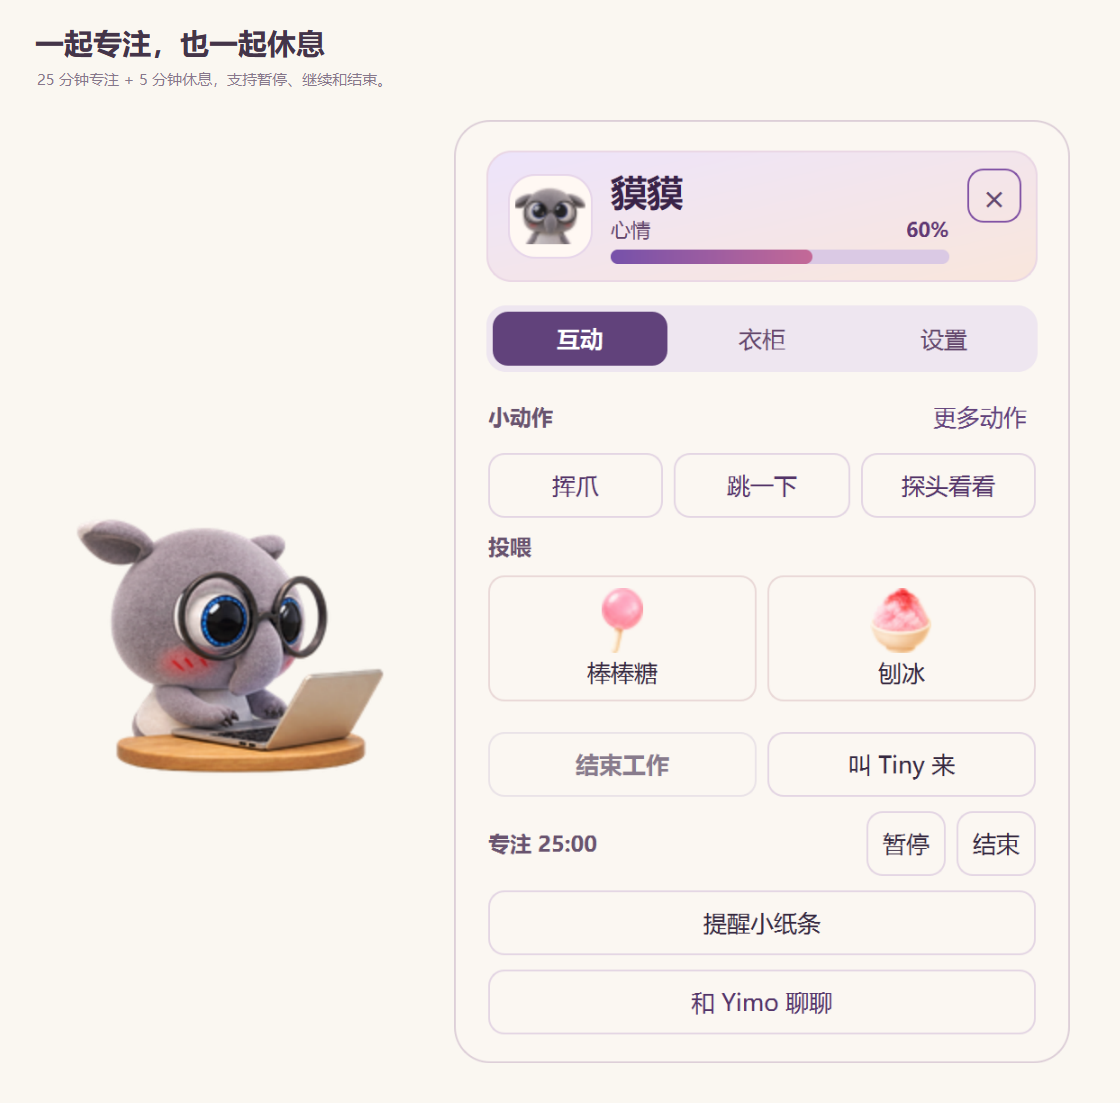 一起专注，也一起休息
25 分钟专注 + 5 分钟休息，支持暂停、继续和结束。
貘貘
心情 60%
互动 衣柜 设置
小动作 更多动作
挥爪 跳一下 探头看看
投喂
棒棒糖 刨冰
结束工作 叫 Tiny 来
专注 25:00 暂停 结束
提醒小纸条
和 Yimo 聊聊